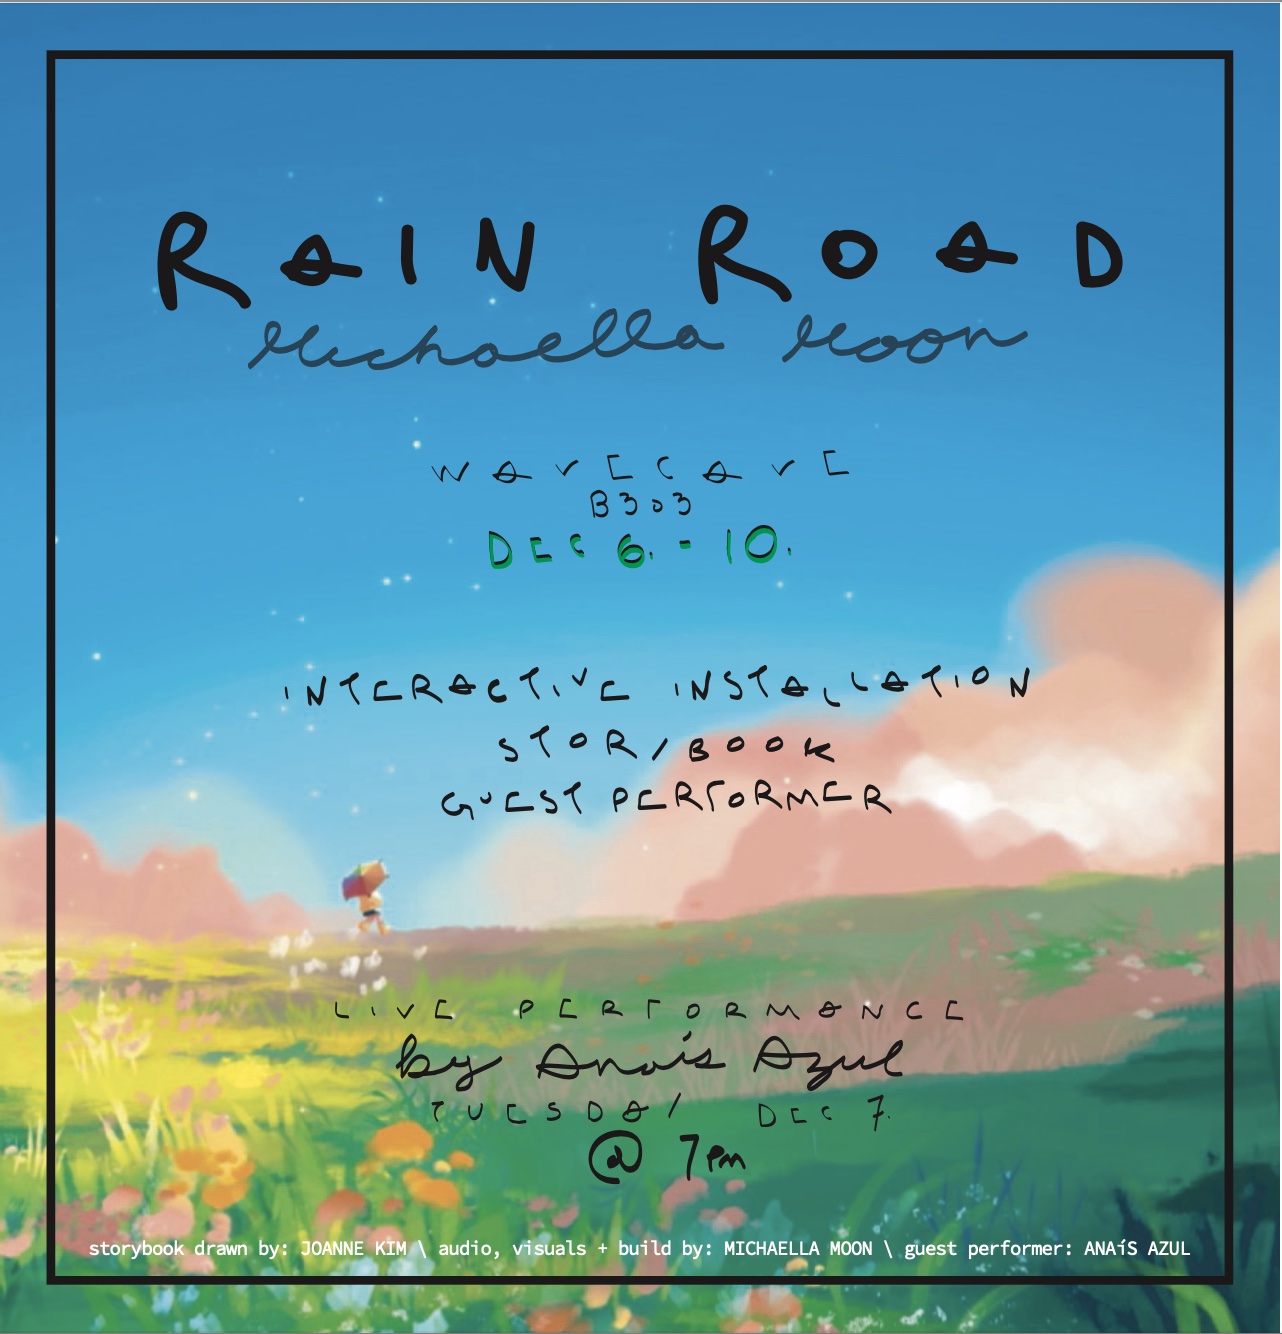 RAIN ROAD
Michaella Moon
WAVECAVE
B303
DEC 6. - 10.
INTERACTIVE INSTALLATION
STORYBOOK
GUEST PERFORMER
LIVE PERFORMANCE
by Anaís Azul
TUESDAY DEC 7.
@ 7pm
storybook drawn by: JOANNE KIM \ audio, visuals + build by: MICHAELLA MOON \ guest performer: ANAíS AZUL